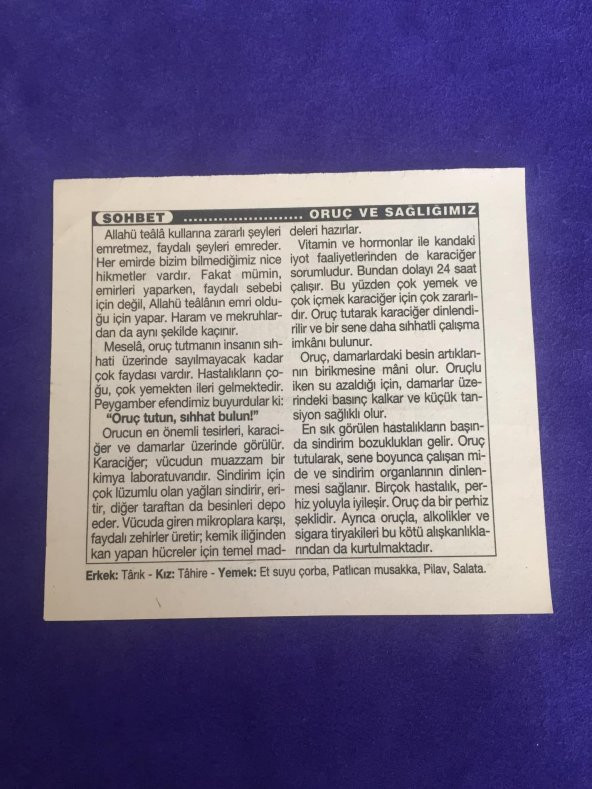 SOHBET ........................ ORUÇ VE SAĞLIĞIMIZ
Allahü teâlâ kullarına zararlı şeyleri
emretmez, faydalı şeyleri emreder.
Her emirde bizim bilmediğimiz nice
hikmetler vardır. Fakat mümin,
emirleri yaparken, faydalı sebebi
için değil, Allahü teâlânın emri oldu-
ğu için yapar. Haram ve mekruhlar-
dan da aynı şekilde kaçınır.
Meselâ, oruç tutmanın insanın sıh-
hati üzerinde sayılmayacak kadar
çok faydası vardır. Hastalıkların ço-
ğu, çok yemekten ileri gelmektedir.
Peygamber efendimiz buyurdular ki:
"Oruç tutun, sıhhat bulun!"
Orucun en önemli tesirleri, karaci-
ğer ve damarlar üzerinde görülür.
Karaciğer; vücudun muazzam bir
kimya laboratuvarıdır. Sindirim için
çok lüzumlu olan yağları sindirir, eri-
tir, diğer taraftan da besinleri depo
eder. Vücuda giren mikroplara karşı,
faydalı zehirler üretir; kemik iliğinden
kan yapan hücreler için temel mad-
deleri hazırlar.
Vitamin ve hormonlar ile kandaki
iyot faaliyetlerinden de karaciğer
sorumludur. Bundan dolayı 24 saat
çalışır. Bu yüzden çok yemek ve
çok içmek karaciğer için çok zararlı-
dır. Oruç tutarak karaciğer dinlendi-
rilir ve bir sene daha sıhhatli çalışma
imkânı bulunur.
Oruç, damarlardaki besin artıkları-
nın birikmesine mâni olur. Oruçlu
iken su azaldığı için, damarlar üze-
rindeki basınç kalkar ve küçük tan-
siyon sağlıklı olur.
En sık görülen hastalıkların başın-
da sindirim bozuklukları gelir. Oruç
tutularak, sene boyunca çalışan mi-
de ve sindirim organlarının dinlen-
mesi sağlanır. Birçok hastalık, per-
hiz yoluyla iyileşir. Oruç da bir perhiz
şeklidir. Ayrıca oruçla, alkolikler ve
sigara tiryakileri bu kötü alışkanlıkla-
rından da kurtulmaktadır.
Erkek: Târık - Kız: Tâhire - Yemek: Et suyu çorba, Patlıcan musakka, Pilav, Salata.